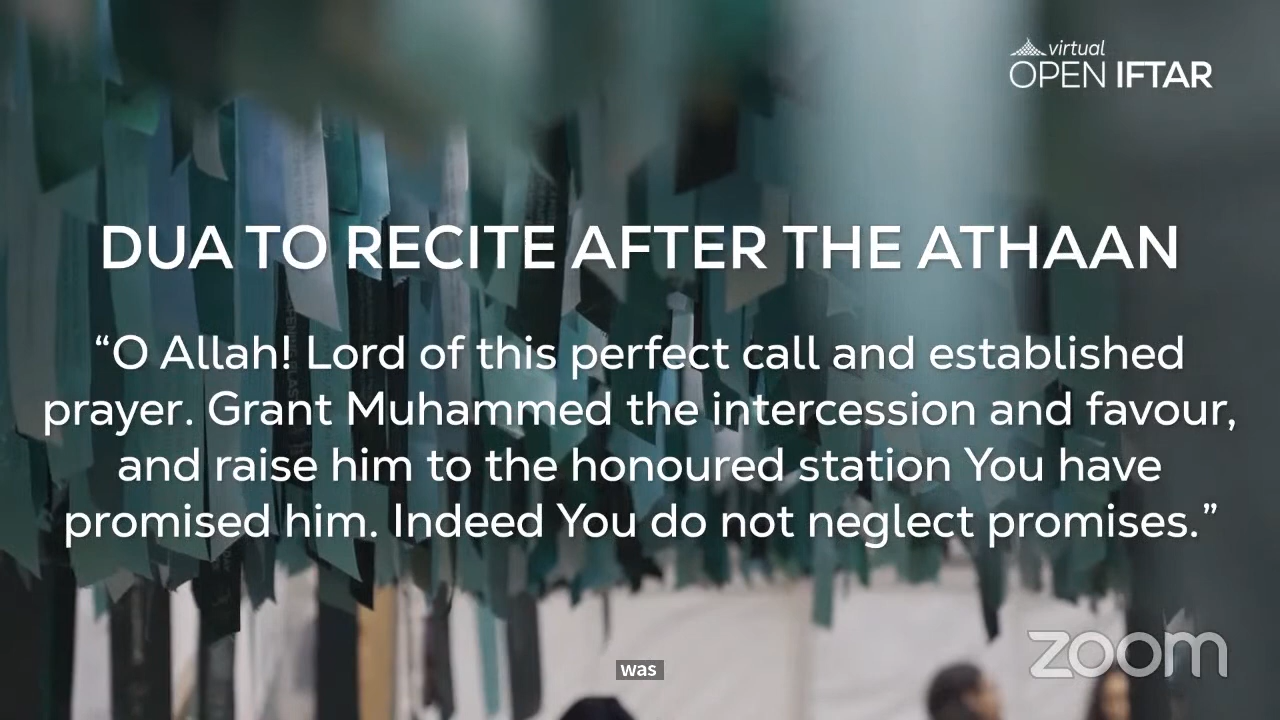 virtual
OPEN IFTAR
DUA TO RECITE AFTER THE ATHAAN
“O Allah! Lord of this perfect call and established
prayer. Grant Muhammed the intercession and favour,
and raise him to the honoured station You have
promised him. Indeed You do not neglect promises.”
zoom
was